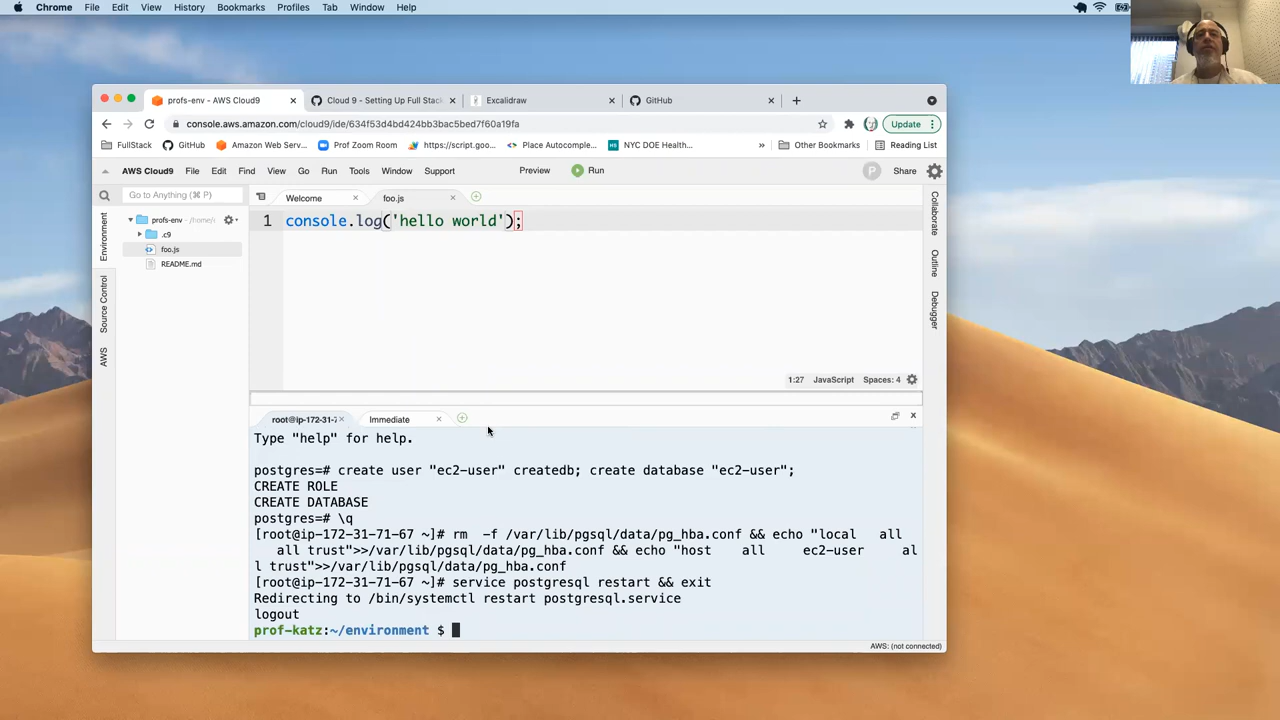 Chrome File Edit View History Bookmarks Profiles Tab Window Help
profs-env - AWS Cloud9
Cloud 9 - Setting Up Full Stack
Excalidraw
GitHub
console.aws.amazon.com/cloud9/ide/634f53d4bd424bb3bac5bed7f60a19fa
Update
FullStack GitHub Amazon Web Serv... Prof Zoom Room https://script.goo... Place Autocomple... NYC DOE Health... » Other Bookmarks Reading List
AWS Cloud9 File Edit Find View Go Run Tools Window Support Preview Run Share
Go to Anything (⌘ P)
Welcome
foo.js
Environment
Source Control
AWS
profs-env -
.c9
foo.js
README.md
1 console.log('hello world');
Collaborate
Outline
Debugger
1:27 JavaScript Spaces: 4
root@ip-172-31-7
Immediate
Type "help" for help.
postgres=# create user "ec2-user" createdb; create database "ec2-user";
CREATE ROLE
CREATE DATABASE
postgres=# \q
[root@ip-172-31-71-67 ~]# rm  -f /var/lib/pgsql/data/pg_hba.conf && echo "local   all
   all trust">>/var/lib/pgsql/data/pg_hba.conf && echo "host    all     ec2-user     al
l trust">>/var/lib/pgsql/data/pg_hba.conf
[root@ip-172-31-71-67 ~]# service postgresql restart && exit
Redirecting to /bin/systemctl restart postgresql.service
logout
prof-katz:~/environment $
AWS: (not connected)